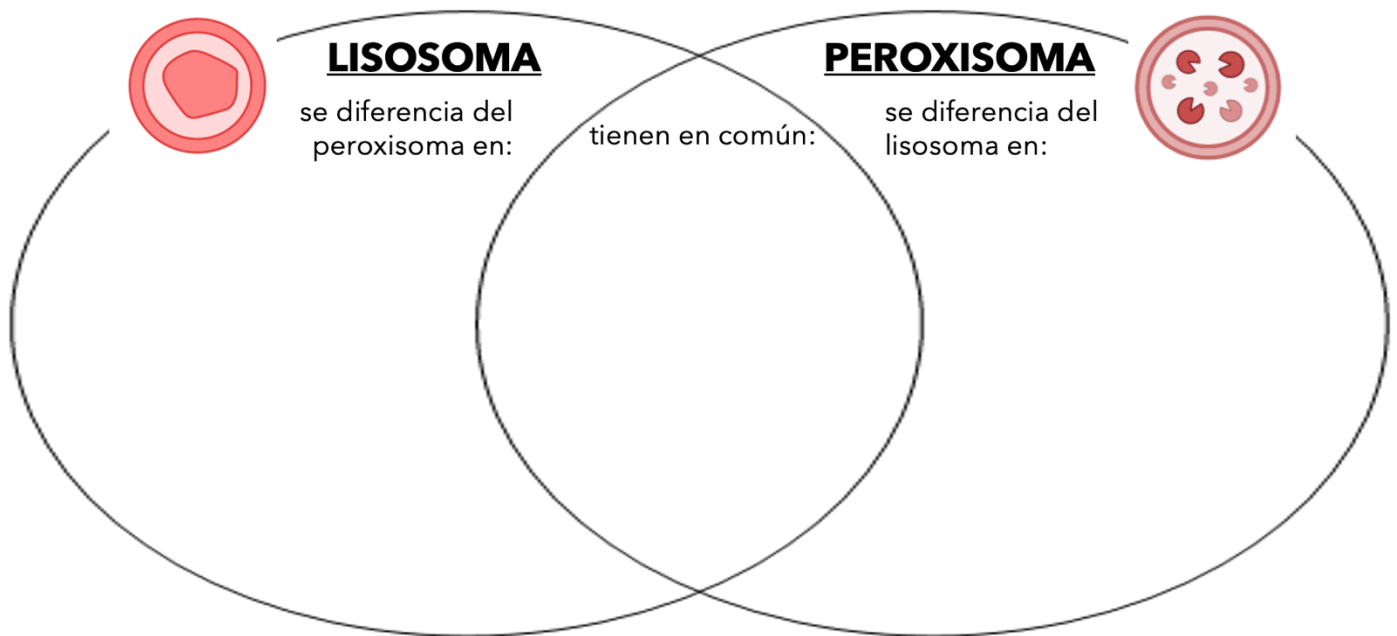 LISOSOMA
se diferencia del
peroxisoma en:
tienen en común:
PEROXISOMA
se diferencia del
lisosoma en: